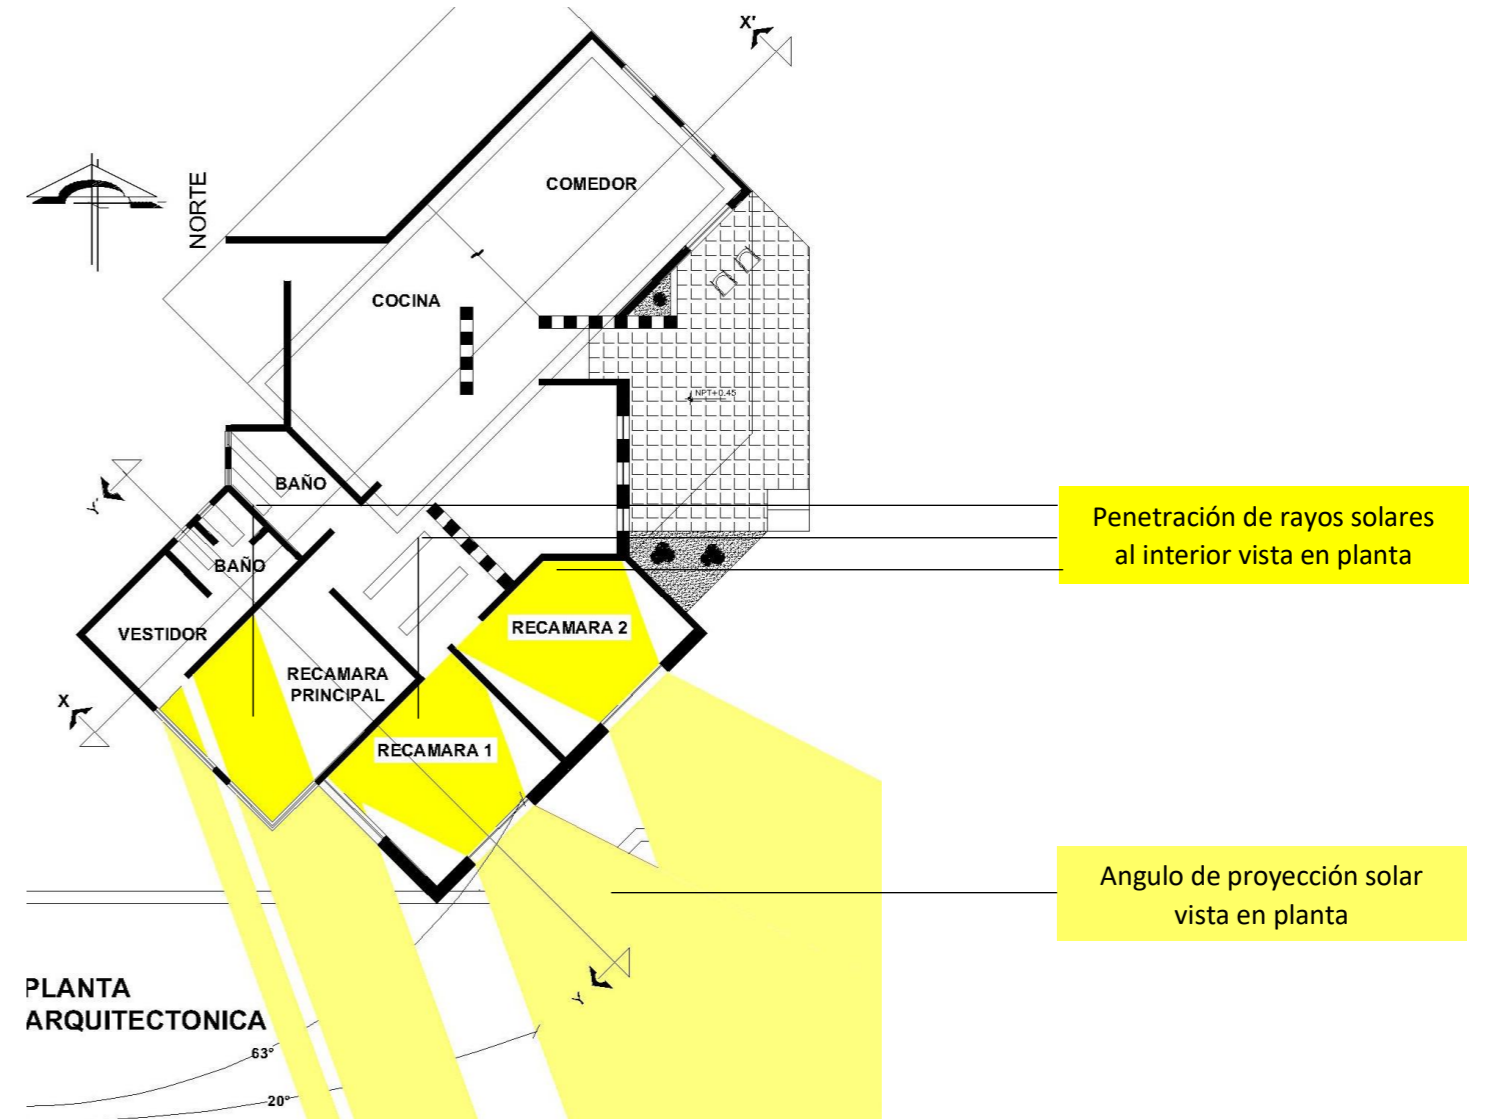 X'
NORTE
COMEDOR
COCINA
NPT+0.45
BAÑO
Y'
Penetración de rayos solares
al interior vista en planta
BAÑO
VESTIDOR
RECAMARA 2
RECAMARA
PRINCIPAL
X
RECAMARA 1
Angulo de proyección solar
vista en planta
Y
PLANTA
ARQUITECTONICA
63°
20°